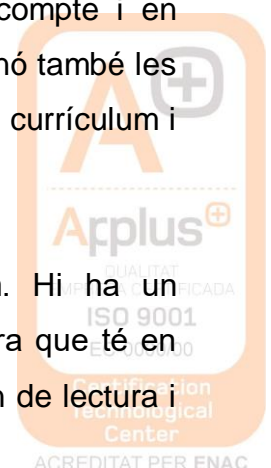 compte i en
nó també les
currículum i
Applus+
QUALITAT
CADA
Hi ha un
ISO 9001
ra que té en
n de lectura i
Certification
Technological
Center
ACREDITAT PER ENAC